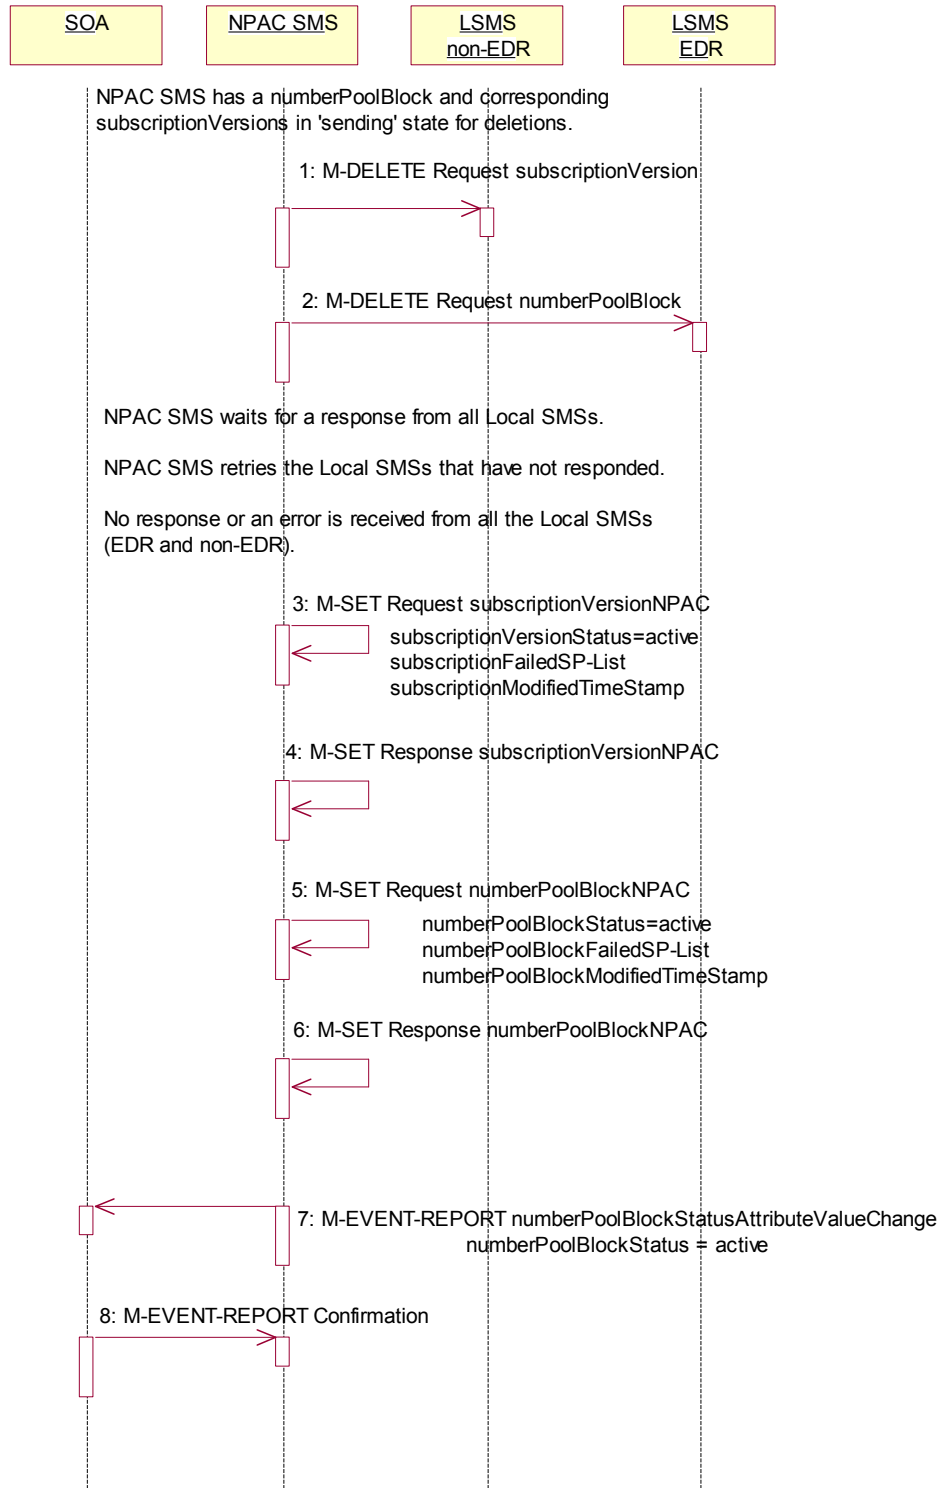 SOA
NPAC SMS
LSMS
non-EDR
LSMS
EDR
NPAC SMS has a numberPoolBlock and corresponding
subscriptionVersions in 'sending' state for deletions.
1: M-DELETE Request subscriptionVersion
2: M-DELETE Request numberPoolBlock
NPAC SMS waits for a response from all Local SMSs.
NPAC SMS retries the Local SMSs that have not responded.
No response or an error is received from all the Local SMSs
(EDR and non-EDR).
3: M-SET Request subscriptionVersionNPAC
subscriptionVersionStatus=active
subscriptionFailedSP-List
subscriptionModifiedTimeStamp
4: M-SET Response subscriptionVersionNPAC
5: M-SET Request numberPoolBlockNPAC
numberPoolBlockStatus=active
numberPoolBlockFailedSP-List
numberPoolBlockModifiedTimeStamp
6: M-SET Response numberPoolBlockNPAC
7: M-EVENT-REPORT numberPoolBlockStatusAttributeValueChange
numberPoolBlockStatus = active
8: M-EVENT-REPORT Confirmation